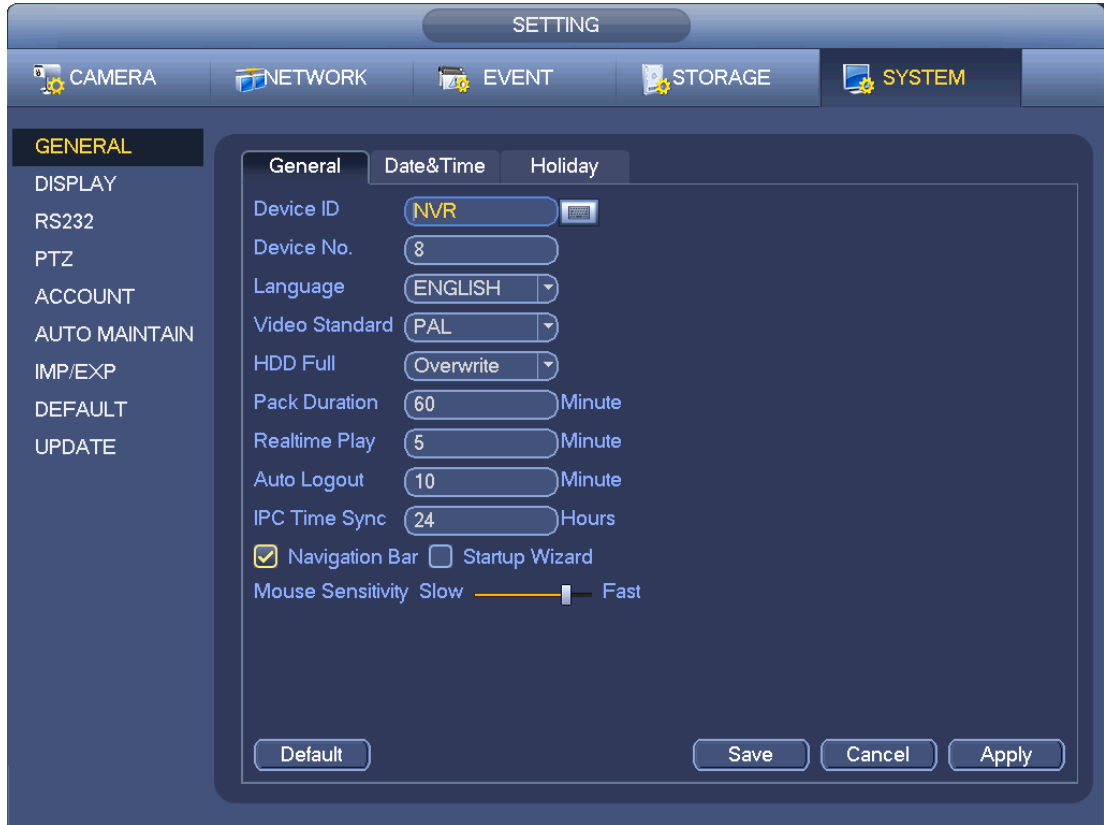 SETTING
CAMERA NETWORK EVENT STORAGE SYSTEM
GENERAL
DISPLAY
RS232
PTZ
ACCOUNT
AUTO MAINTAIN
IMP/EXP
DEFAULT
UPDATE
General Date&Time Holiday
Device ID NVR
Device No. 8
Language ENGLISH
Video Standard PAL
HDD Full Overwrite
Pack Duration 60 Minute
Realtime Play 5 Minute
Auto Logout 10 Minute
IPC Time Sync 24 Hours
Navigation Bar Startup Wizard
Mouse Sensitivity Slow Fast
Default Save Cancel Apply